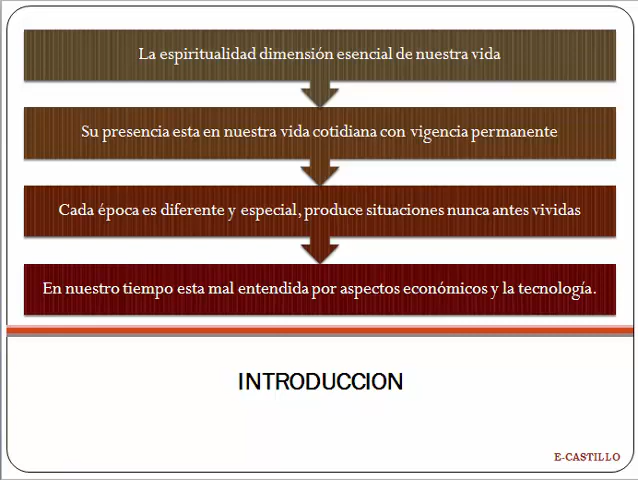 La espiritualidad dimensión esencial de nuestra vida
Su presencia esta en nuestra vida cotidiana con vigencia permanente
Cada época es diferente y especial, produce situaciones nunca antes vividas
En nuestro tiempo esta mal entendida por aspectos económicos y la tecnología.
INTRODUCCION
E-CASTILLO